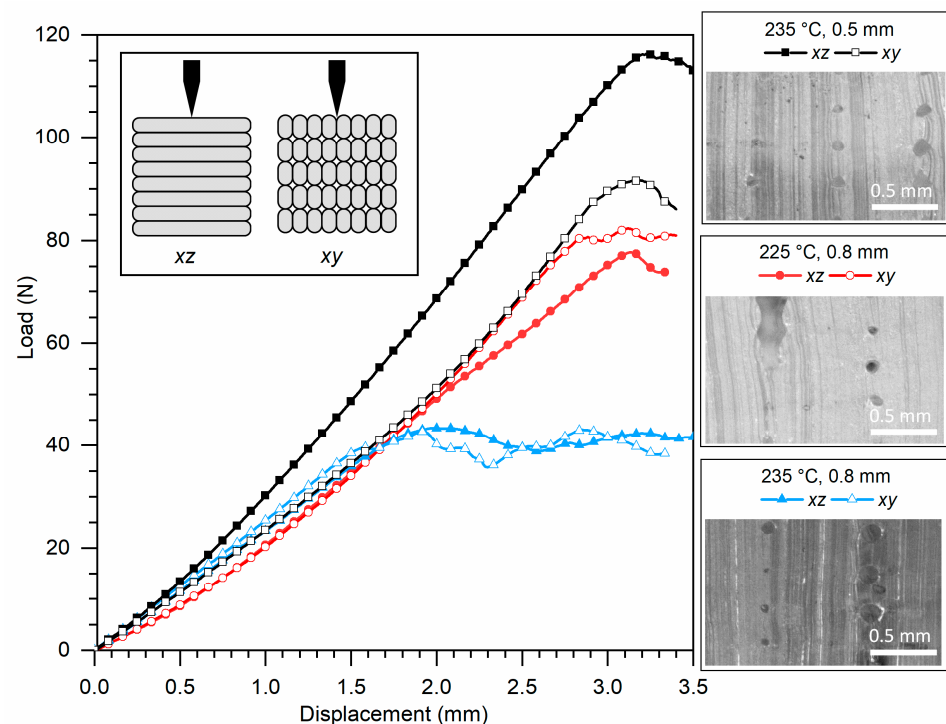 120
100
80
60
40
20
0
Load (N)
0.0 0.5 1.0 1.5 2.0 2.5 3.0 3.5
Displacement (mm)
xz xy
235 °C, 0.5 mm
xz xy
0.5 mm
225 °C, 0.8 mm
xz xy
0.5 mm
235 °C, 0.8 mm
xz xy
0.5 mm